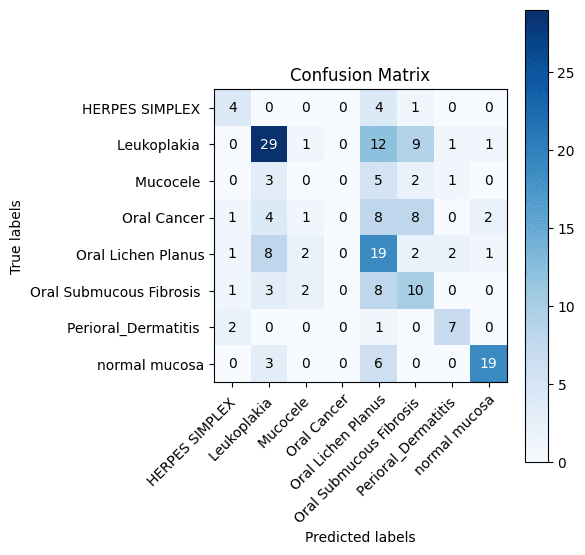 Confusion Matrix
True labels
HERPES SIMPLEX 4 0 0 0 4 1 0 0
Leukoplakia 0 29 1 0 12 9 1 1
Mucocele 0 3 0 0 5 2 1 0
Oral Cancer 1 4 1 0 8 8 0 2
Oral Lichen Planus 1 8 2 0 19 2 2 1
Oral Submucous Fibrosis 1 3 2 0 8 10 0 0
Perioral_Dermatitis 2 0 0 0 1 0 7 0
normal mucosa 0 3 0 0 6 0 0 19
HERPES SIMPLEX
Leukoplakia
Mucocele
Oral Cancer
Oral Lichen Planus
Oral Submucous Fibrosis
Perioral_Dermatitis
normal mucosa
Predicted labels
25
20
15
10
5
0